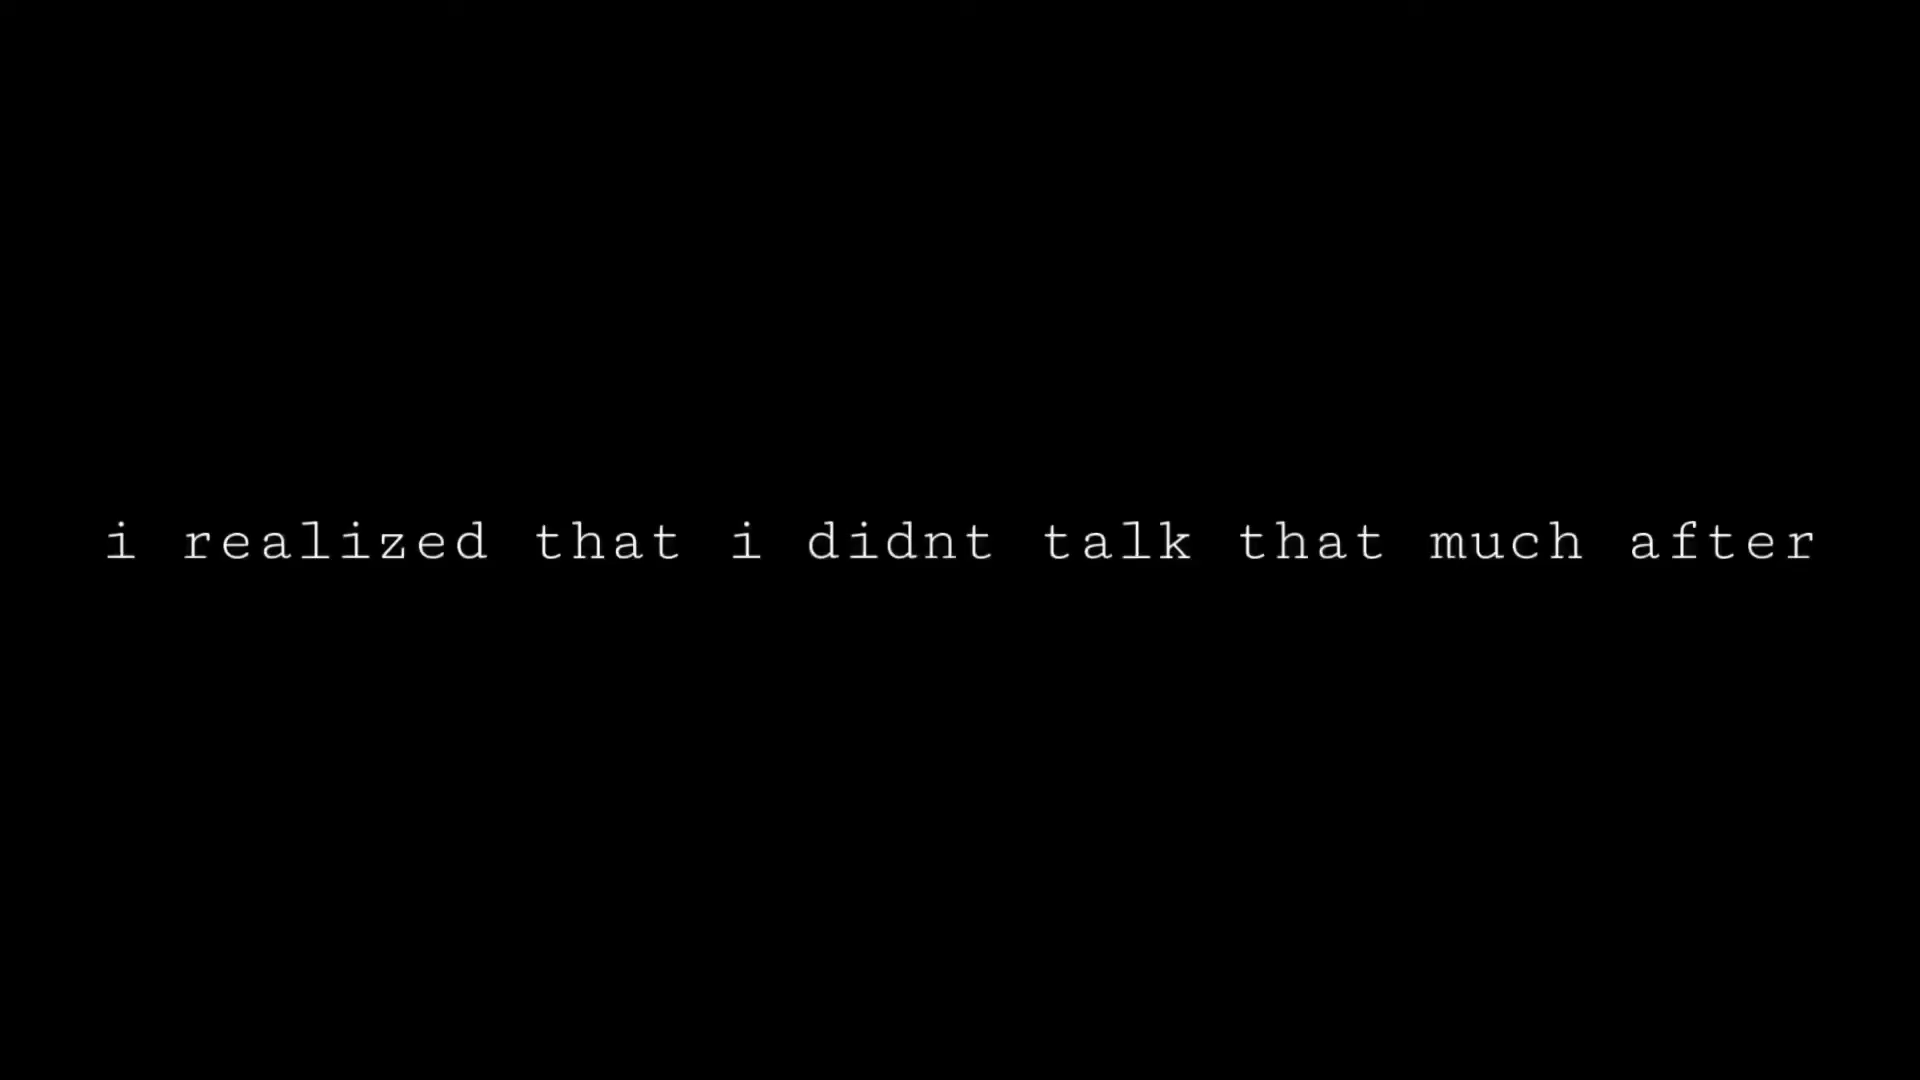 i realized that i didnt talk that much after